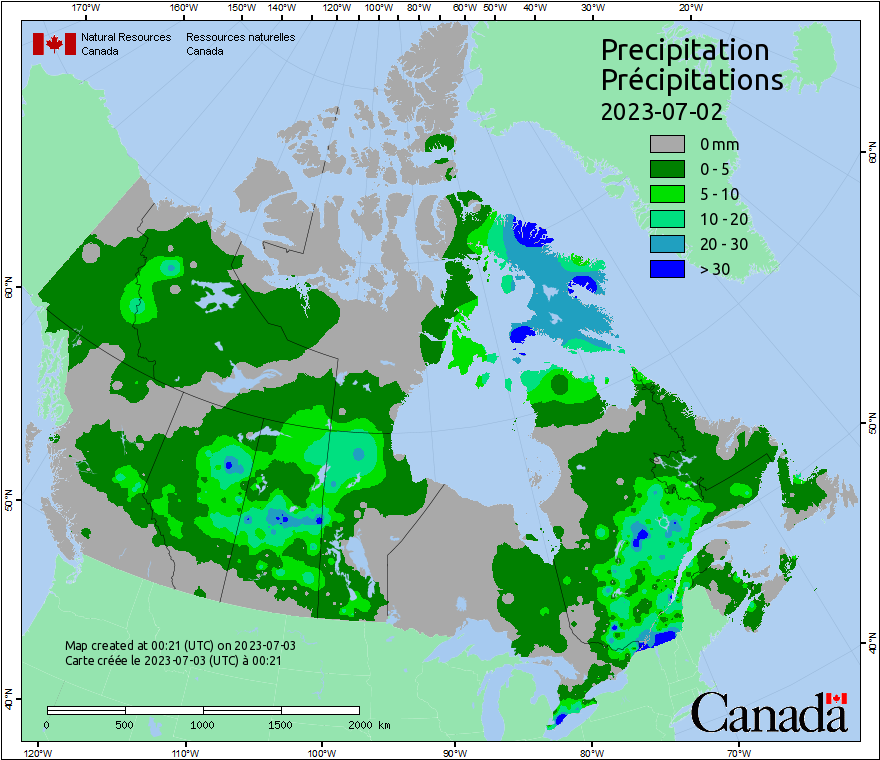 170°W 160°W 150°W 140°W 130°W 120°W 110°W 100°W 90°W 80°W 70°W 60°W 50°W 40°W 30°W 20°W
Natural Resources Ressources naturelles
Canada Canada
Precipitation
Précipitations
2023-07-02
0 mm
0 - 5
5 - 10
10 - 20
20 - 30
> 30
60°N
60°N
50°N
50°N
40°N
40°N
Map created at 00:21 (UTC) on 2023-07-03
Carte créée le 2023-07-03 (UTC) à 00:21
0 500 1000 1500 2000 km
Canada
120°W 110°W 100°W 90°W 80°W 70°W